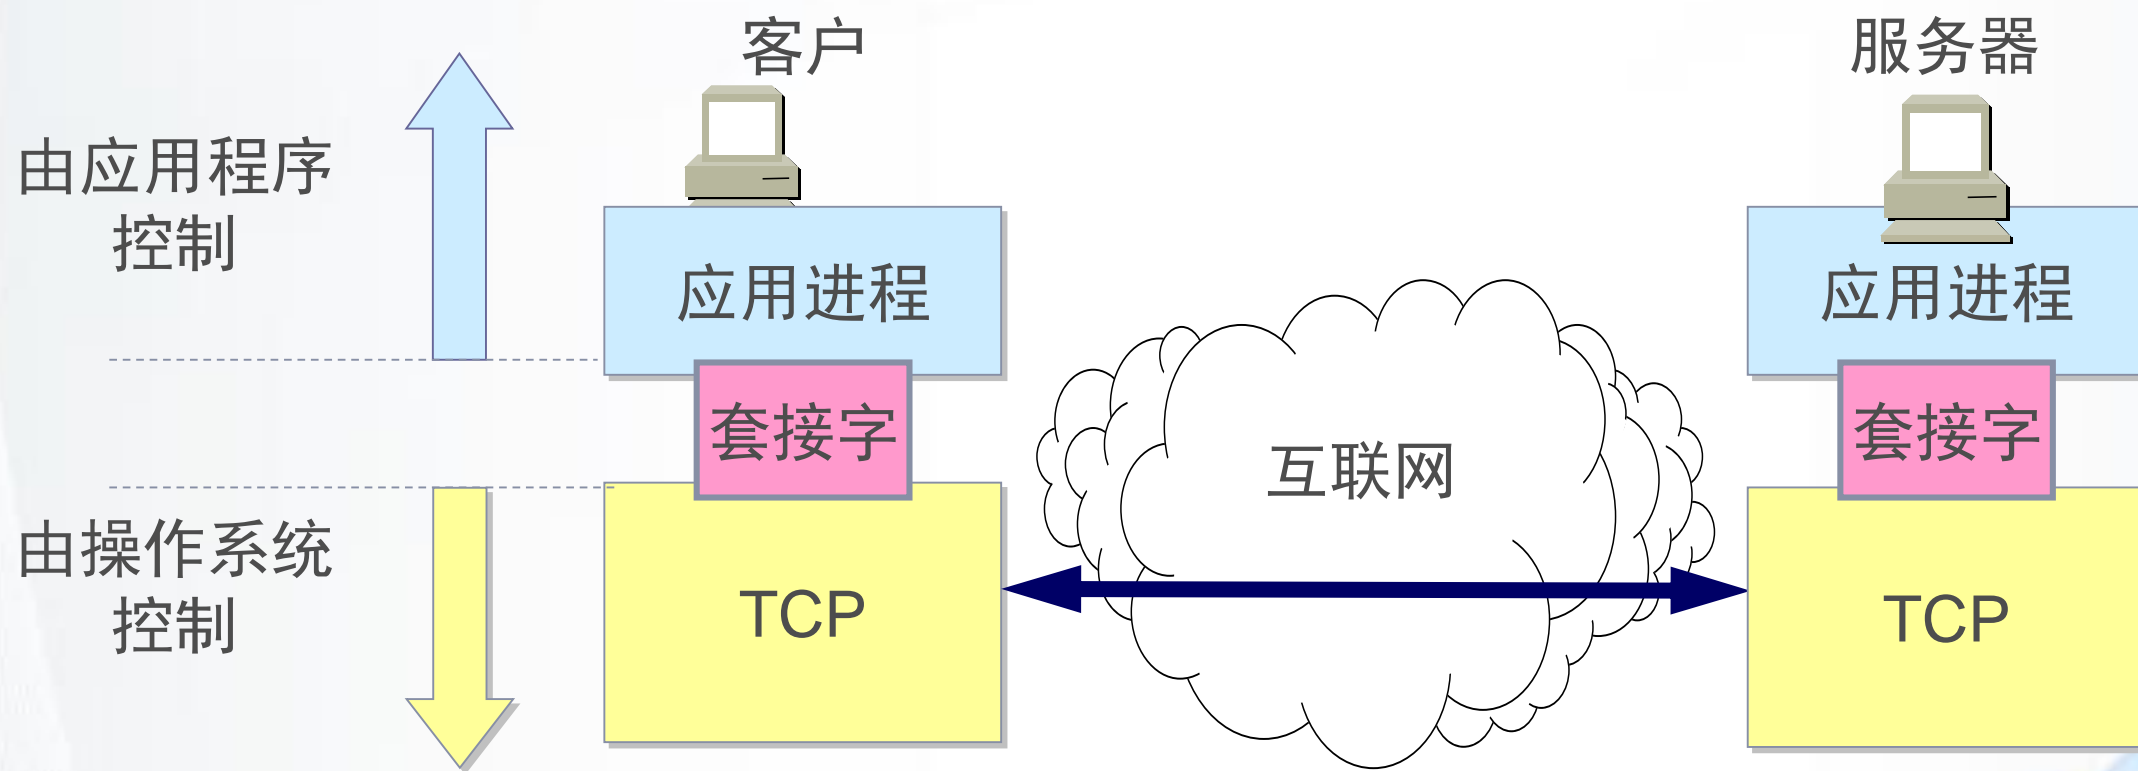 客户
服务器
由应用程序
控制
应用进程
应用进程
套接字
套接字
互联网
由操作系统
控制
TCP
TCP